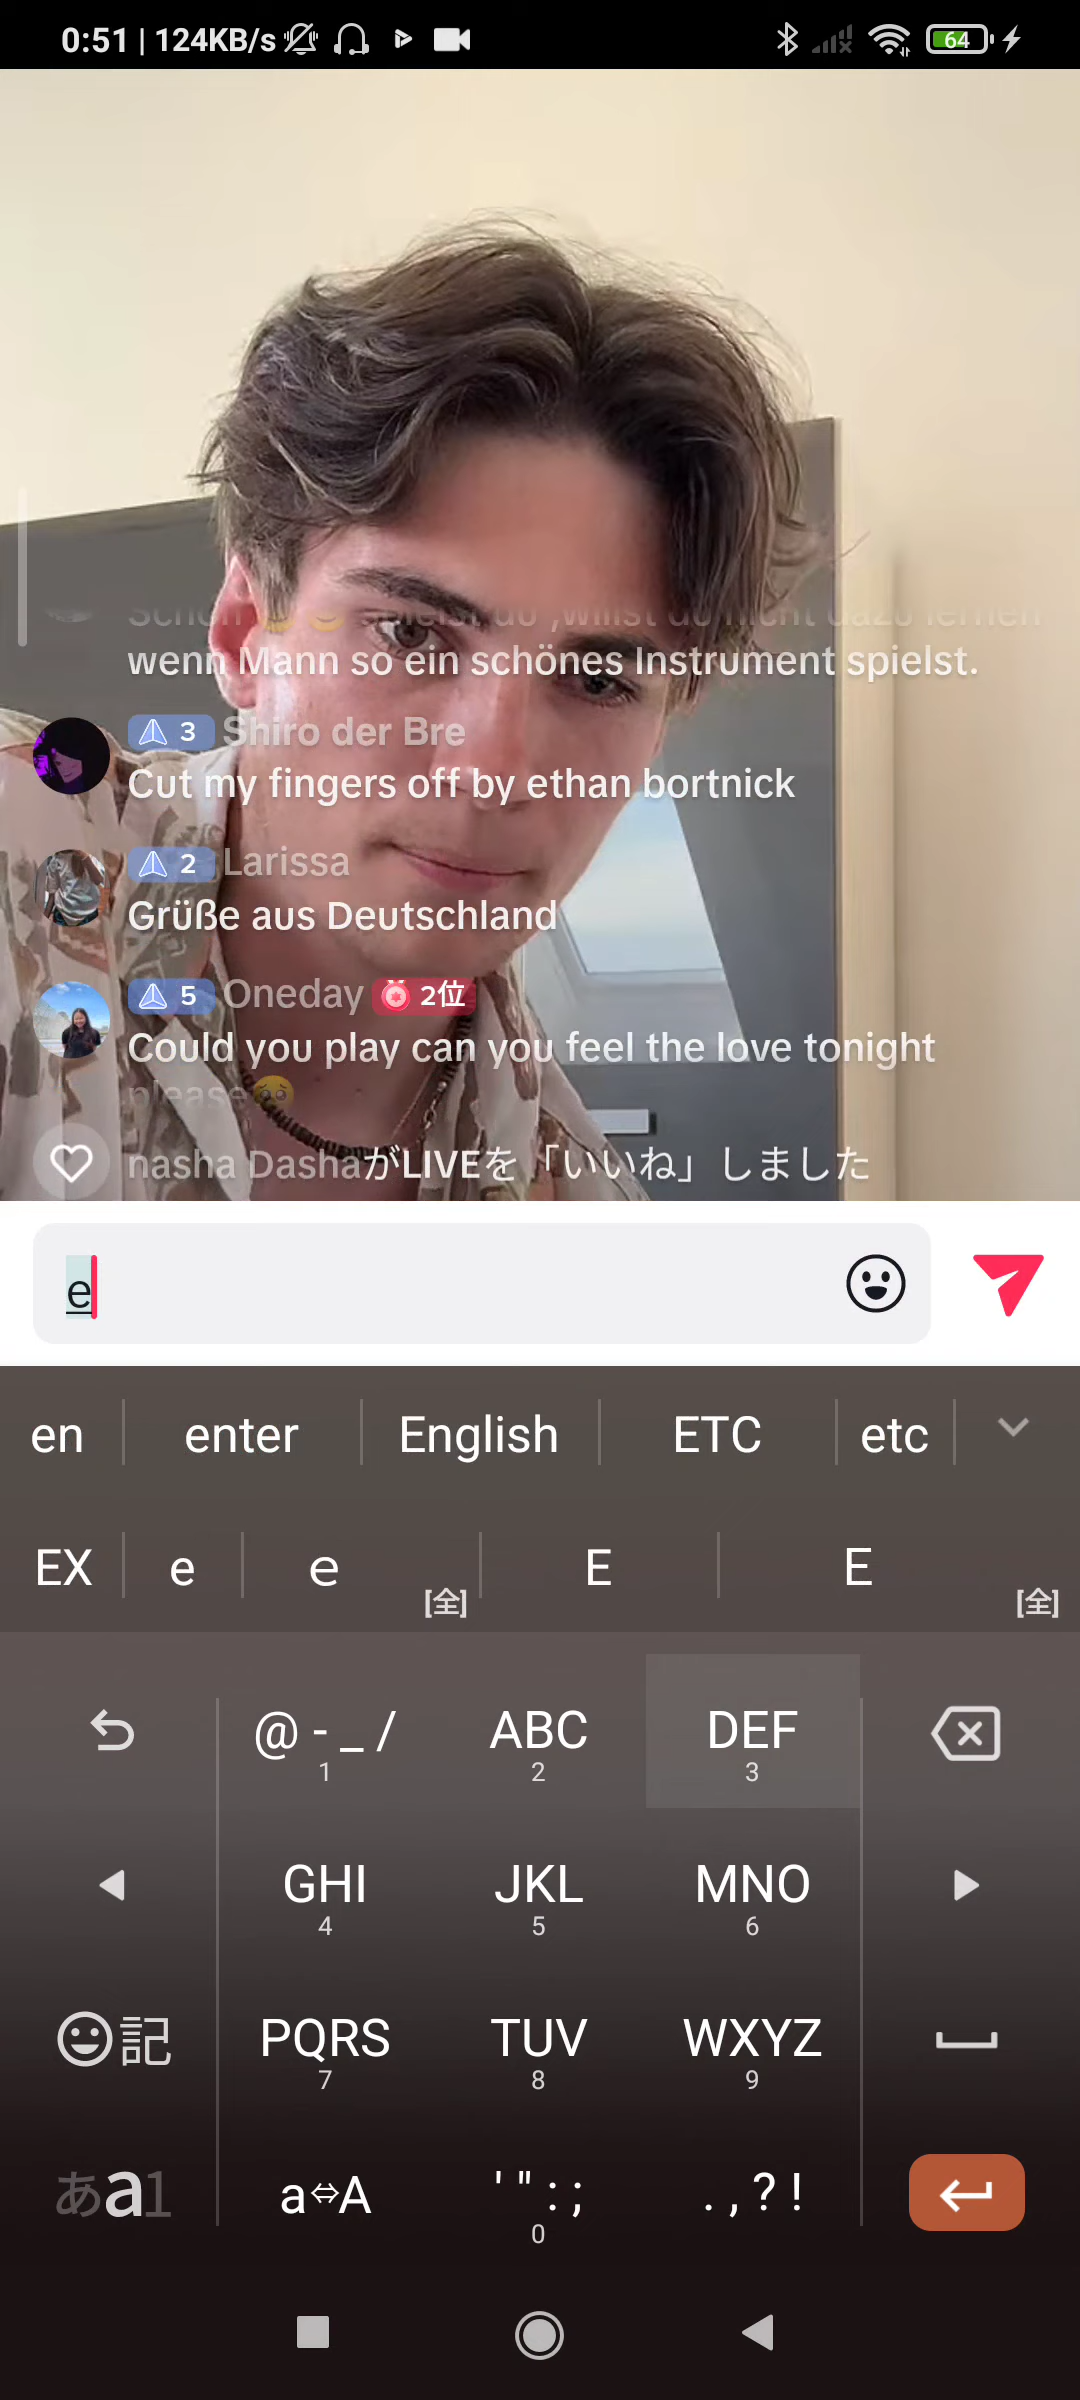 0:51 | 124KB/s
64
wenn Mann so ein schönes Instrument spielst.
3 Shiro der Bre
Cut my fingers off by ethan bortnick
2 Larissa
Grüße aus Deutschland
5 Oneday 2位
Could you play can you feel the love tonight
please
nasha DashaがLIVEを「いいね」しました
e
en enter English ETC etc
EX e e [全] E E [全]
@ - _ / ABC DEF
1 2 3
GHI JKL MNO
4 5 6
記 PQRS TUV WXYZ
7 8 9
あa1 a⇔A ' " : ; . , ? !
0